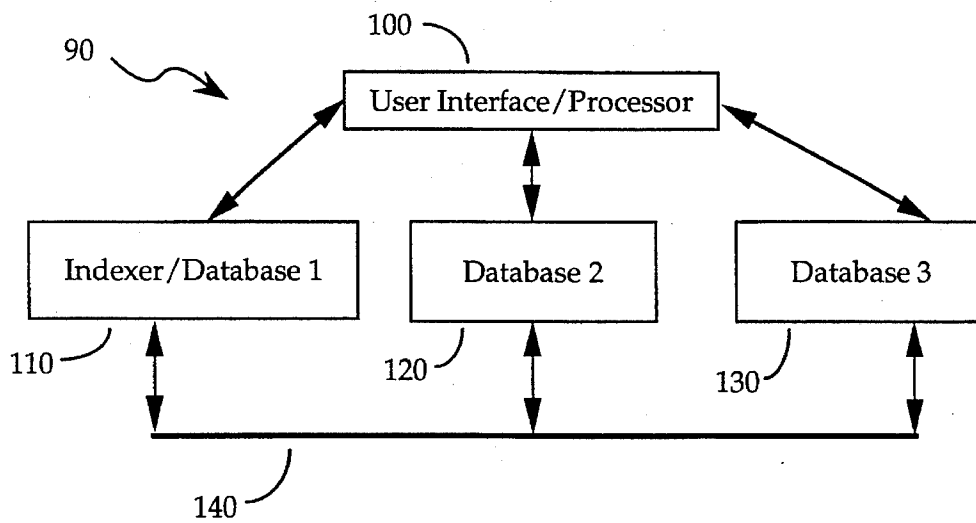 100
90
User Interface/Processor
Indexer/Database 1
Database 2
Database 3
110
120
130
140